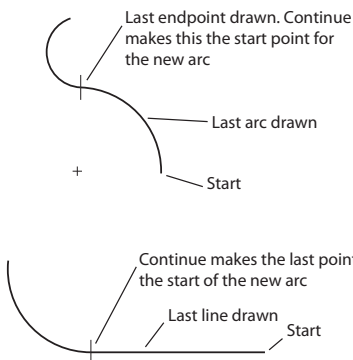 Last endpoint drawn. Continue
makes this the start point for
the new arc
Last arc drawn
Start
Continue makes the last point
the start of the new arc
Last line drawn
Start